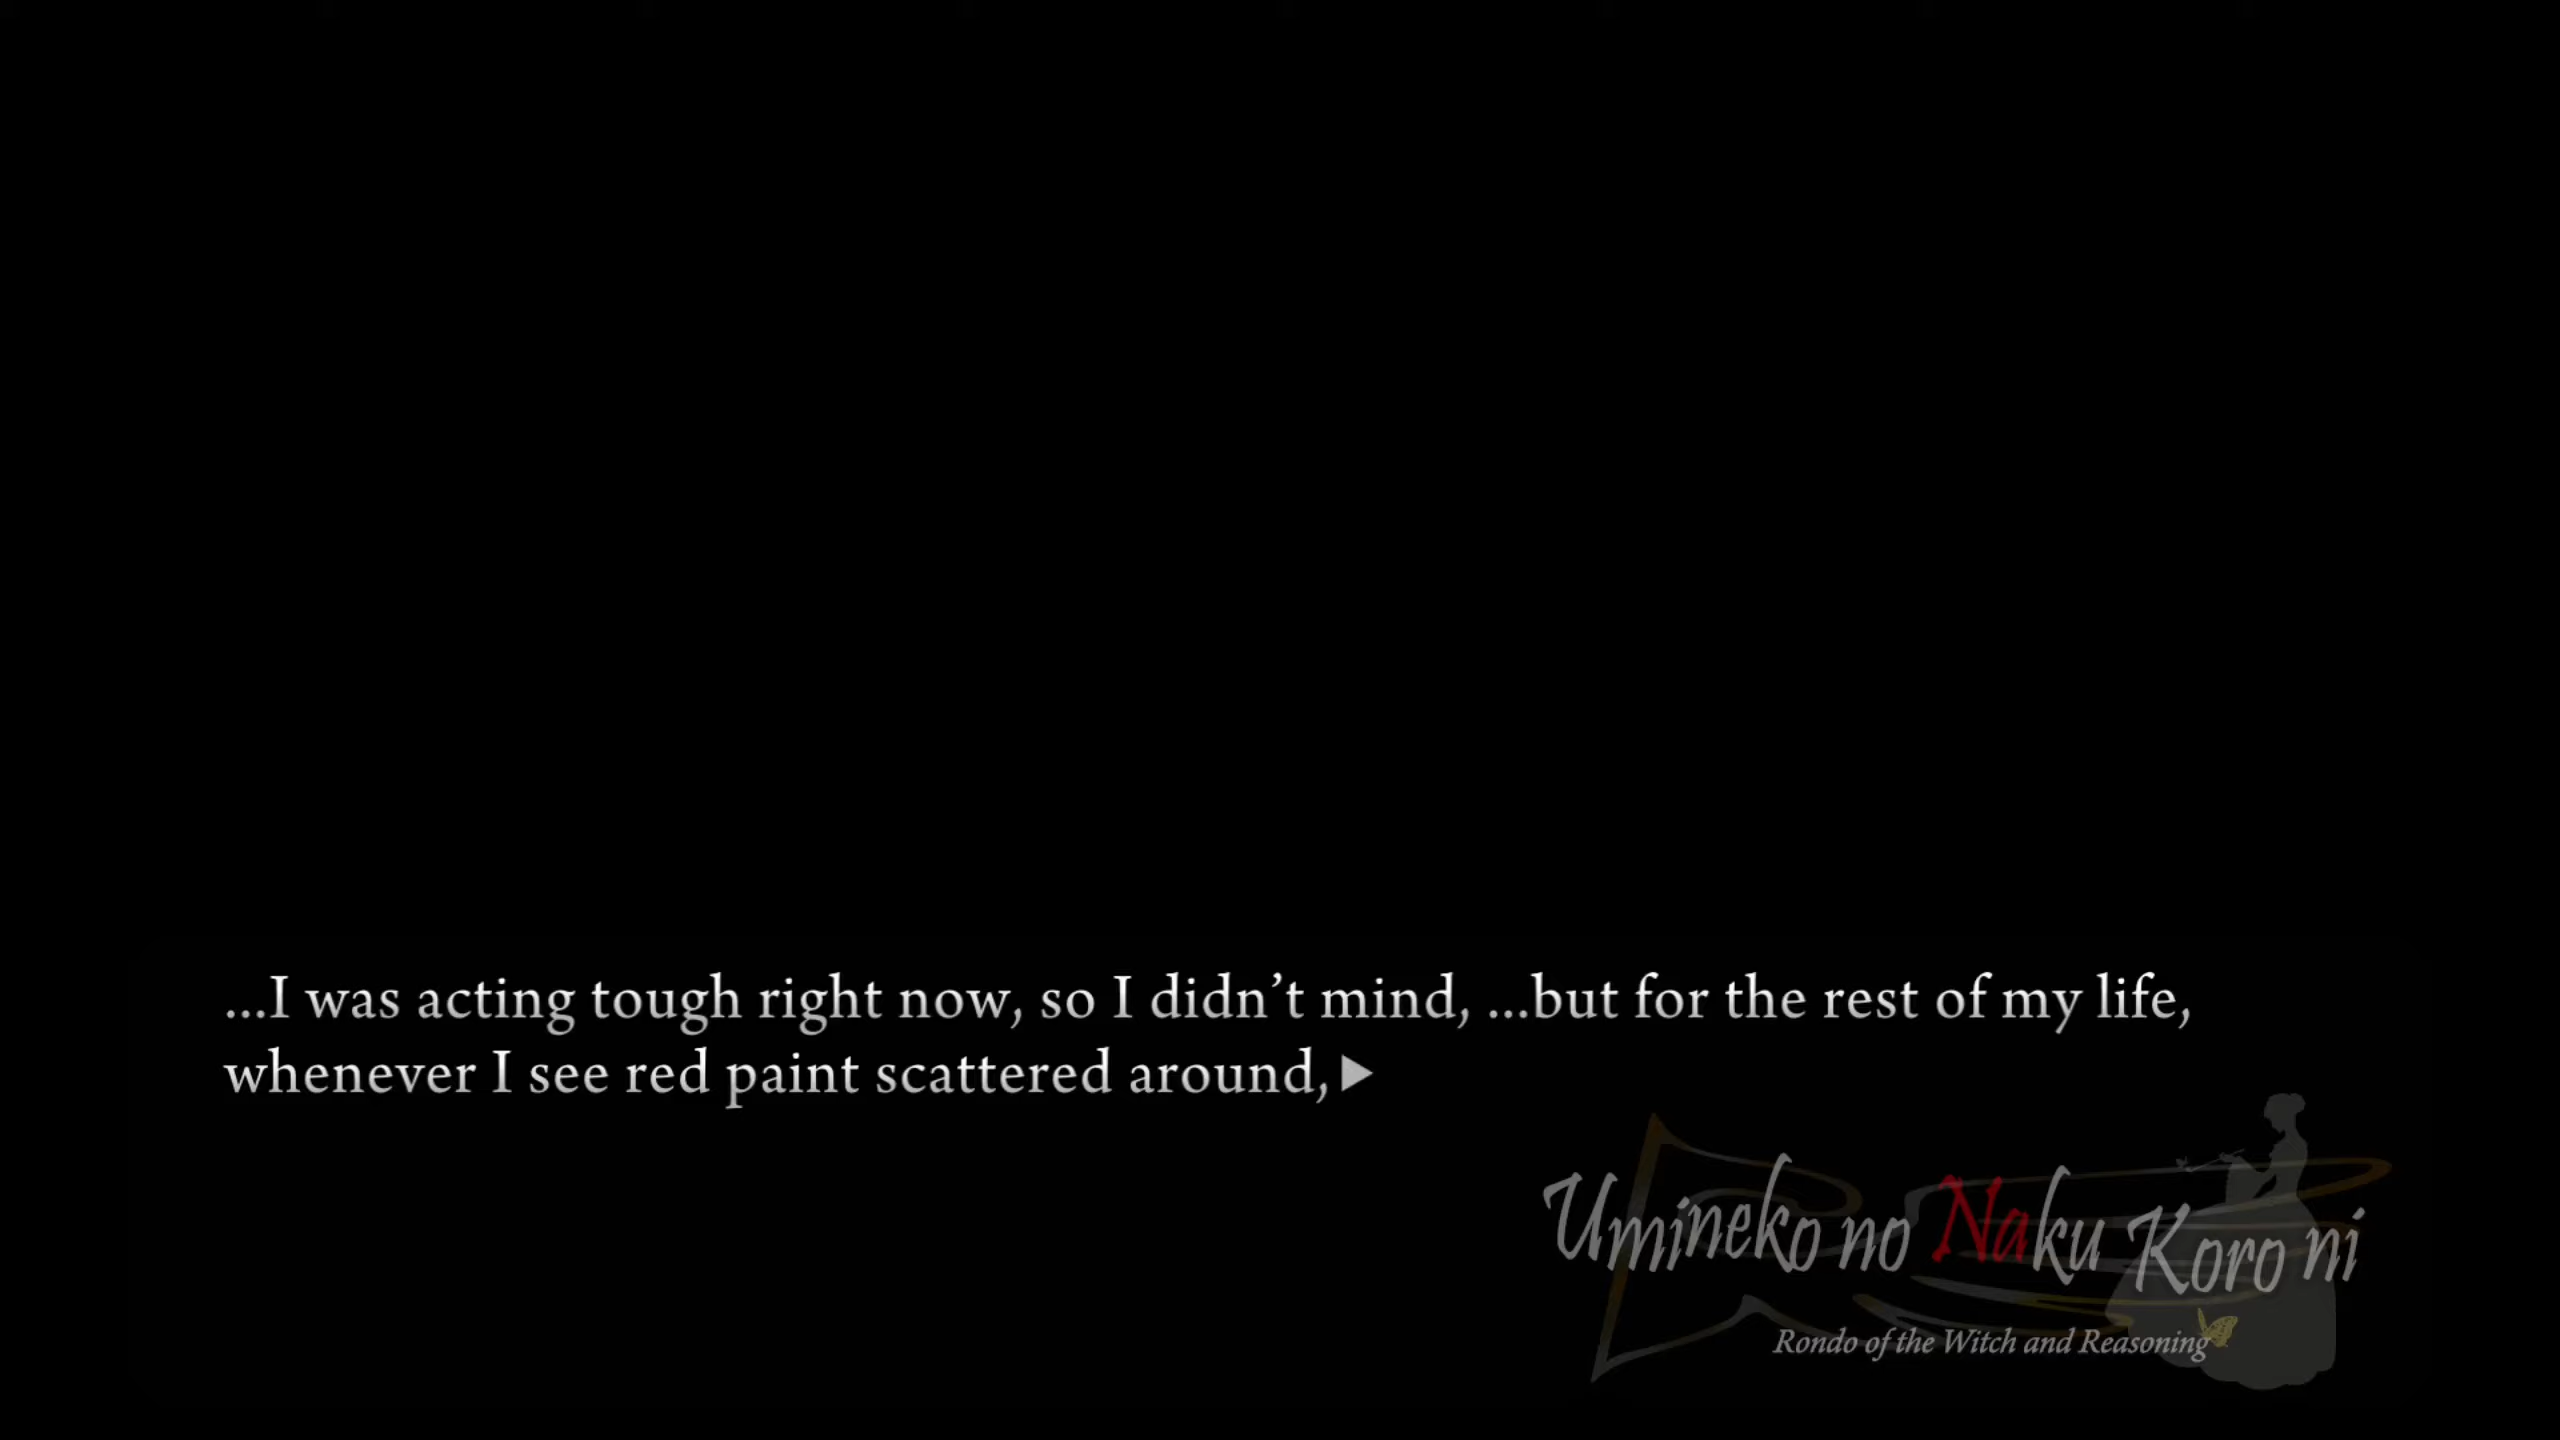 ...I was acting tough right now, so I didn’t mind, ...but for the rest of my life,
whenever I see red paint scattered around,
Umineko no Naku Koro ni
Rondo of the Witch and Reasoning